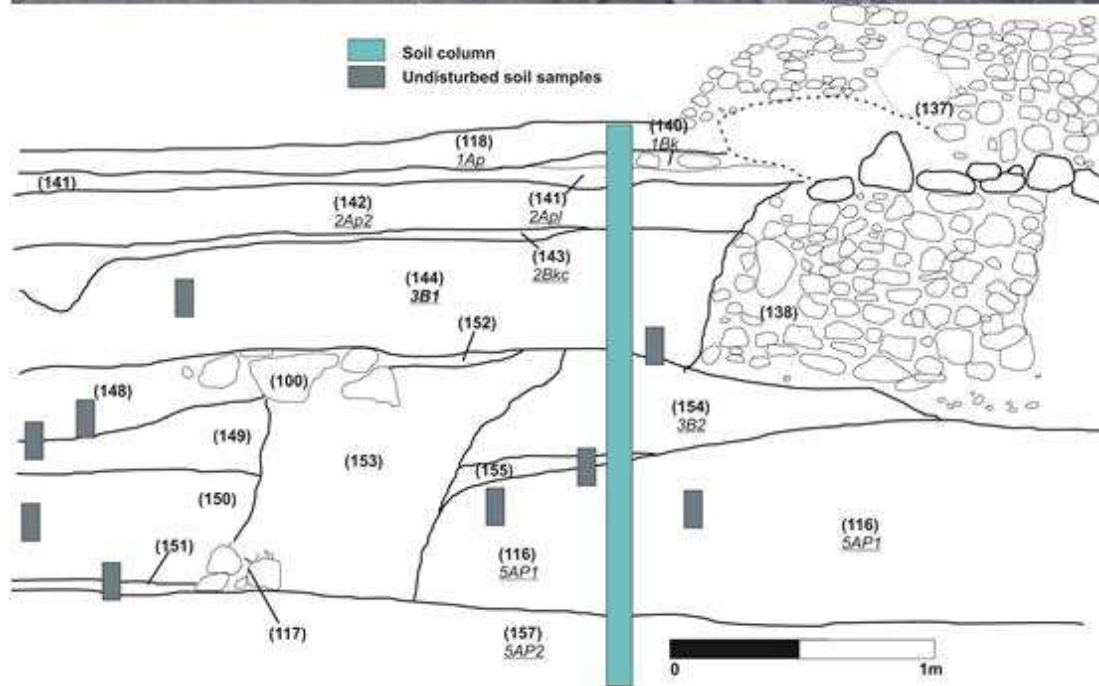 Soil column
Undisturbed soil samples
(137)
(118)
1Ap
(140)
1Bk
(141)
(142)
2Ap2
(141)
2Apl
(143)
2Bkc
(144)
3B1
(152)
(138)
(100)
(148)
(154)
3B2
(149)
(153)
(155)
(150)
(116)
5AP1
(151)
(116)
5AP1
(117)
(157)
5AP2
0
1m